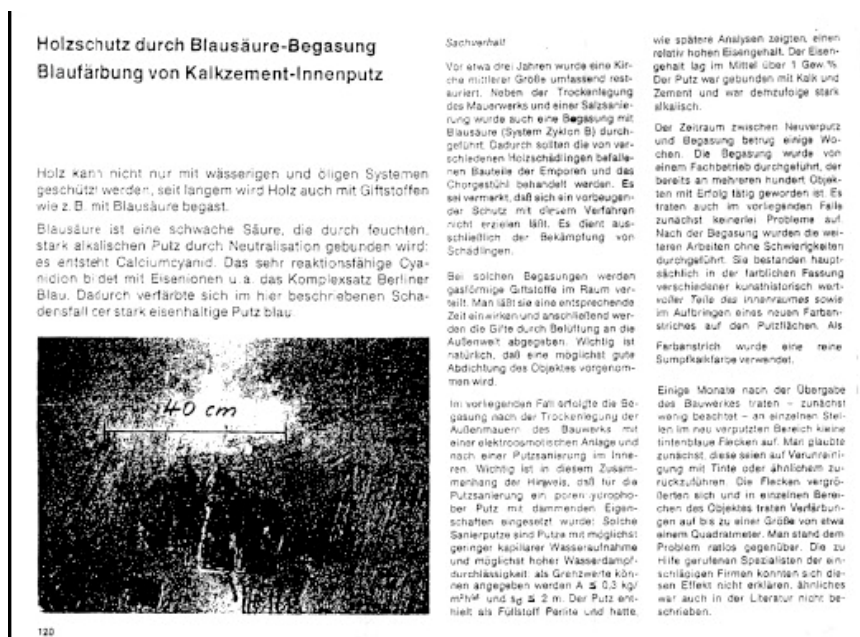 Holzschutz durch Blausäure-Begasung
Blaufärbung von Kalkzement-Innenputz
Holz kann nicht nur mit wässerigen und öligen Systemen
geschützt werden, seit langem wird Holz auch mit Giftstoffen
wie z. B. mit Blausäure begast.
Blausäure ist eine schwache Säure, die durch feuchten,
stark alkalischen Putz durch Neutralisation gebunden wird:
es entsteht Calciumcyanid. Das sehr reaktionsfähige Cya-
nidion bildet mit Eisenionen u. a. das Komplexsatz Berliner
Blau. Dadurch verfärbte sich im hier beschriebenen Scha-
densfall der stark eisenhaltige Putz blau.
40 cm
120
Sachverhalt
Vor etwa drei Jahren wurde eine Kir-
che mittlerer Größe umfassend rest-
auriert. Neben der Trockenlegung
des Mauerwerks und einer Salzsanie-
rung wurde auch eine Begasung mit
Blausäure (System Zyklon B) durch-
geführt. Dadurch sollten die von ver-
schiedenen Holzschädlingen befalle-
nen Bauteile der Emporen und das
Chorgestühl behandelt werden. Es
sei vermerkt, daß sich ein vorbeugen-
der Schutz mit diesem Verfahren
nicht erzielen läßt. Es dient aus-
schließlich der Bekämpfung von
Schädlingen.
Bei solchen Begasungen werden
gasförmige Giftstoffe im Raum ver-
teilt. Man läßt sie eine entsprechende
Zeit einwirken und anschließend wer-
den die Gifte durch Belüftung an die
Außenwelt abgegeben. Wichtig ist
natürlich, daß eine möglichst gute
Abdichtung des Objektes vorgenom-
men wird.
Im vorliegenden Fall erfolgte die Be-
gasung nach der Trockenlegung der
Außenmauern des Bauwerks mit
einer elektroosmotischen Anlage und
nach einer Putzsanierung im Inne-
ren. Wichtig ist in diesem Zusam-
menhang der Hinweis, daß für die
Putzsanierung ein porenhydropho-
ber Putz mit dämmenden Eigen-
schaften eingesetzt wurde: Solche
Sanierputze sind Putze mit möglichst
geringer kapillarer Wasseraufnahme
und möglichst hoher Wasserdampf-
durchlässigkeit: als Grenzwerte kön-
nen angegeben werden A ≤ 0,3 kg/
und sd ≤ 2 m. Der Putz ent-
hielt als Füllstoff Perlite und hatte,
wie spätere Analysen zeigten, einen
relativ hohen Eisengehalt. Der Eisen-
gehalt lag im Mittel über 1 Gew.%.
Der Putz war gebunden mit Kalk und
Zement und war demzufolge stark
alkalisch.
Der Zeitraum zwischen Neuverputz
und Begasung betrug einige Wo-
chen. Die Begasung wurde von
einem Fachbetrieb durchgeführt, der
bereits an mehreren hundert Objek-
ten mit Erfolg tätig geworden ist. Es
traten auch im vorliegenden Falle
zunächst keinerlei Probleme auf.
Nach der Begasung wurden die wei-
teren Arbeiten ohne Schwierigkeiten
durchgeführt. Sie bestanden haupt-
sächlich in der farblichen Fassung
verschiedener kunsthistorisch wert-
voller Teile des Innenraumes sowie
im Aufbringen eines neuen Farban-
striches auf den Putzflächen. Als
Farbanstrich wurde eine reine
Sumpfkalkfarbe verwendet.
Einige Monate nach der Übergabe
des Bauwerkes traten – zunächst
wenig beachtet – an einzelnen Stel-
len im neu verputzten Bereich kleine
tintenblaue Flecken auf. Man glaubte
zunächst, diese seien auf Verunreini-
gung mit Tinte oder ähnlichem zu-
rückzuführen. Die Flecken vergrö-
ßerten sich und in einzelnen Berei-
chen des Objektes traten Verfärbun-
gen auf bis zu einer Größe von etwa
einem Quadratmeter. Man stand dem
Problem ratlos gegenüber. Die zu
Hilfe gerufenen Spezialisten der ein-
schlägigen Firmen konnten sich die-
sen Effekt nicht erklären, ähnliches
war auch in der Literatur nicht be-
schrieben.